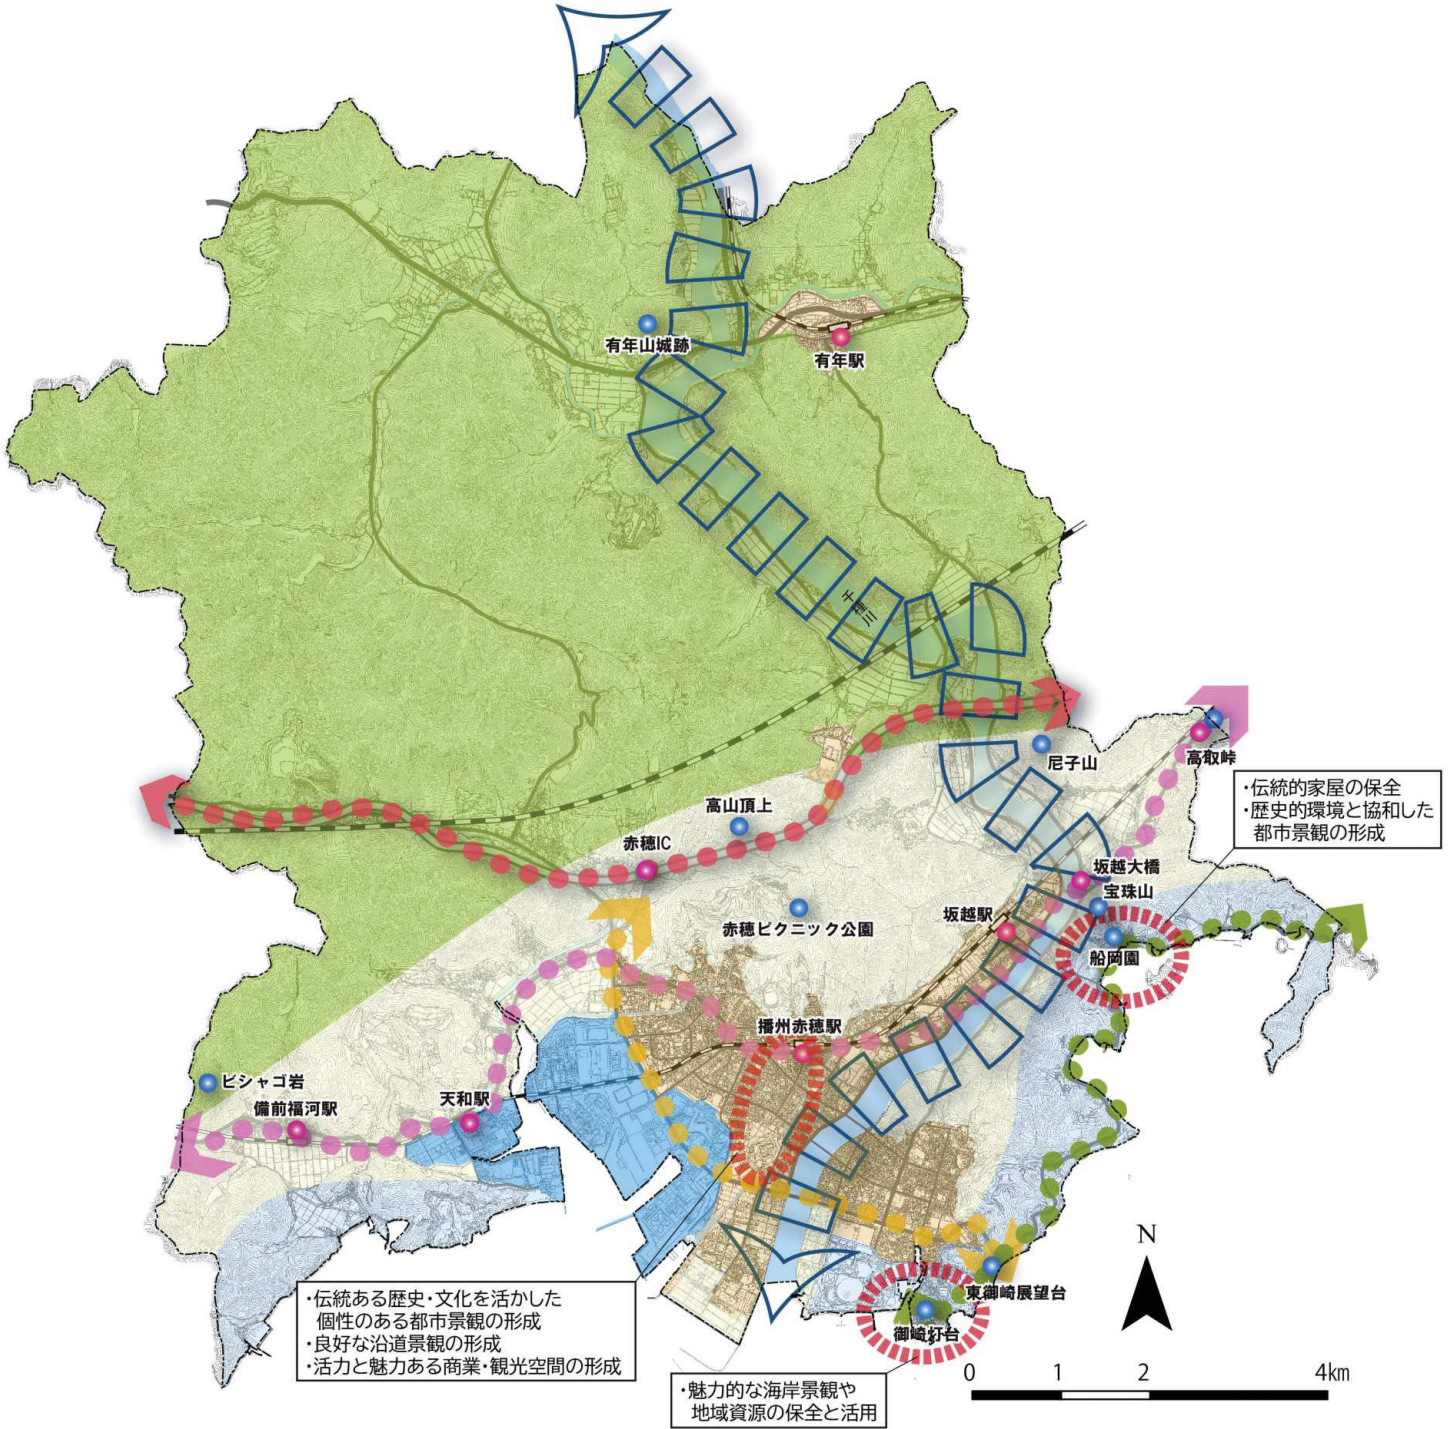 有年山城跡
有年駅
千種川
尼子山
高取峠
・伝統的家屋の保全
・歴史的環境と協和した
都市景観の形成
高山頂上
赤穂IC
坂越大橋
宝珠山
坂越駅
赤穂ピクニック公園
船岡園
播州赤穂駅
ビシャゴ岩
備前福河駅
天和駅
N
東御崎展望台
御崎灯台
・伝統ある歴史・文化を活かした
個性のある都市景観の形成
・良好な沿道景観の形成
・活力と魅力ある商業・観光空間の形成
・魅力的な海岸景観や
地域資源の保全と活用
0 1 2 4km